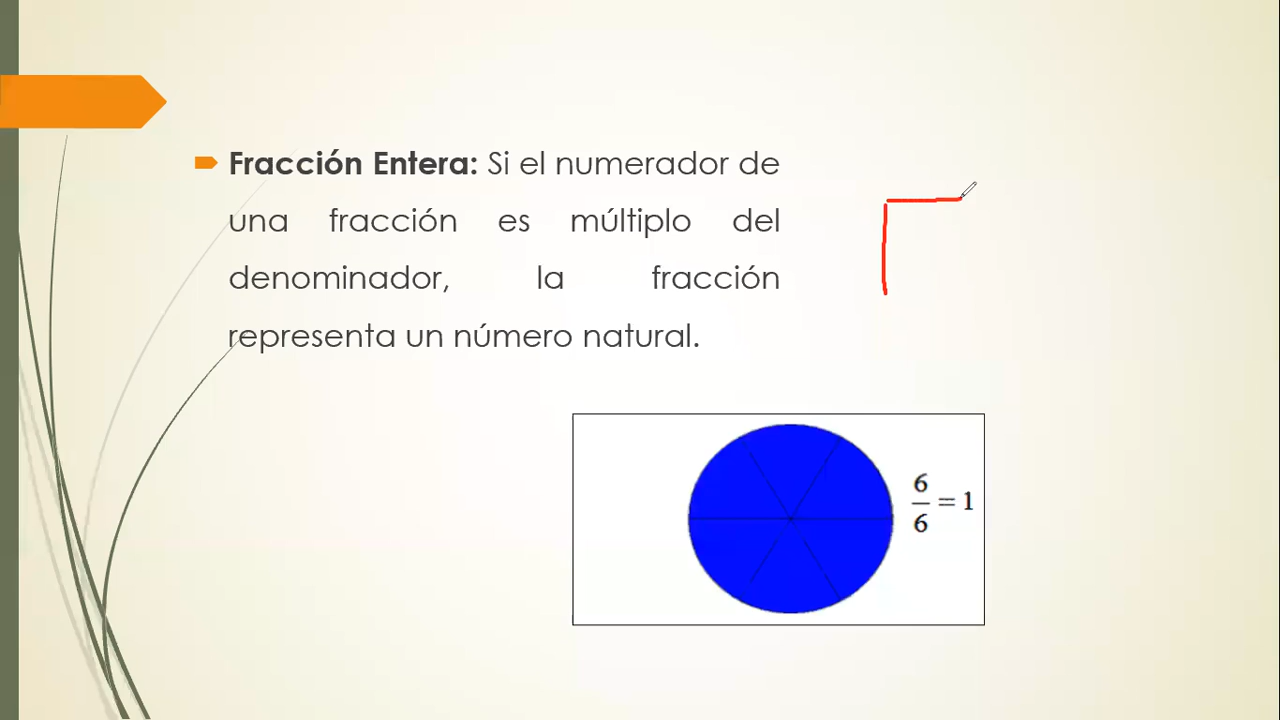 Fracción Entera: Si el numerador de
una fracción es múltiplo del
denominador, la fracción
representa un número natural.
6/6 = 1